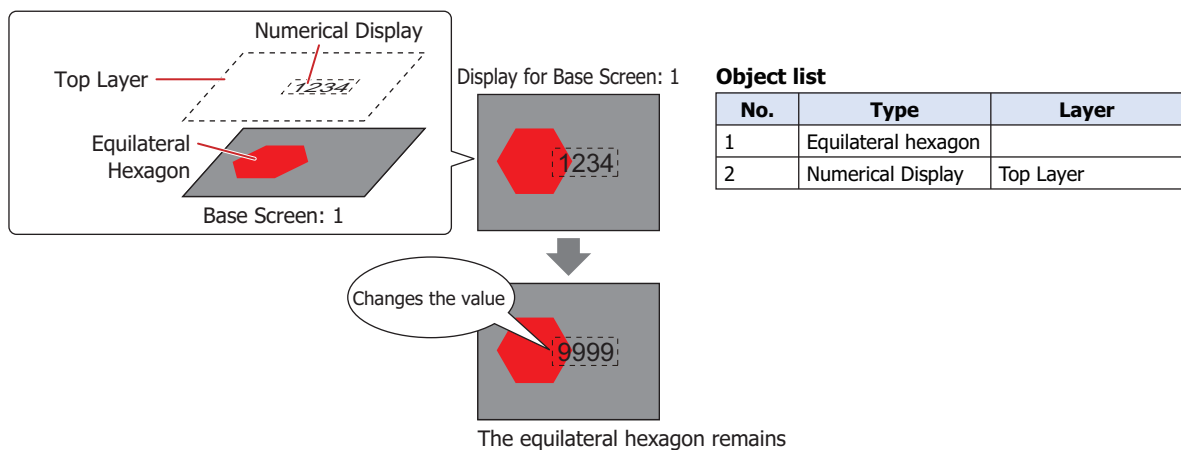 Numerical Display
Top Layer
1234
Equilateral
Hexagon
Base Screen: 1
Display for Base Screen: 1
1234
Changes the value
9999
The equilateral hexagon remains
Object list
No. Type Layer
1 Equilateral hexagon
2 Numerical Display Top Layer